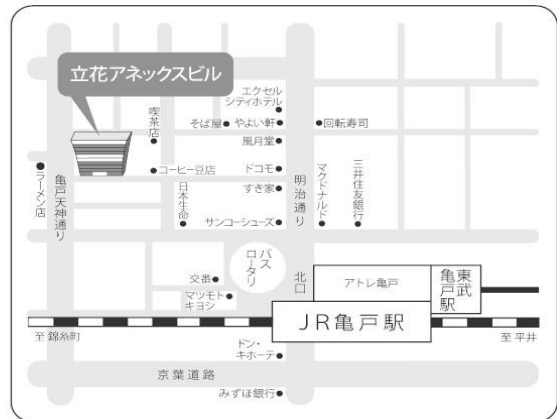 立花アネックスビル
エクセル
シティホテル
喫茶店
そば屋
やよい軒
回転寿司
風月堂
ラーメン店
亀戸天神通り
コーヒー豆店
ドコモ
日本生命
すき家
明治通り
マクドナルド
三井住友銀行
サンコーシューズ
バス
ロータリー
北口
交番
マツモト
キヨシ
アトレ亀戸
東武
亀戸駅
JR亀戸駅
至 錦糸町
至 平井
ドン・
キホーテ
京葉道路
みずほ銀行